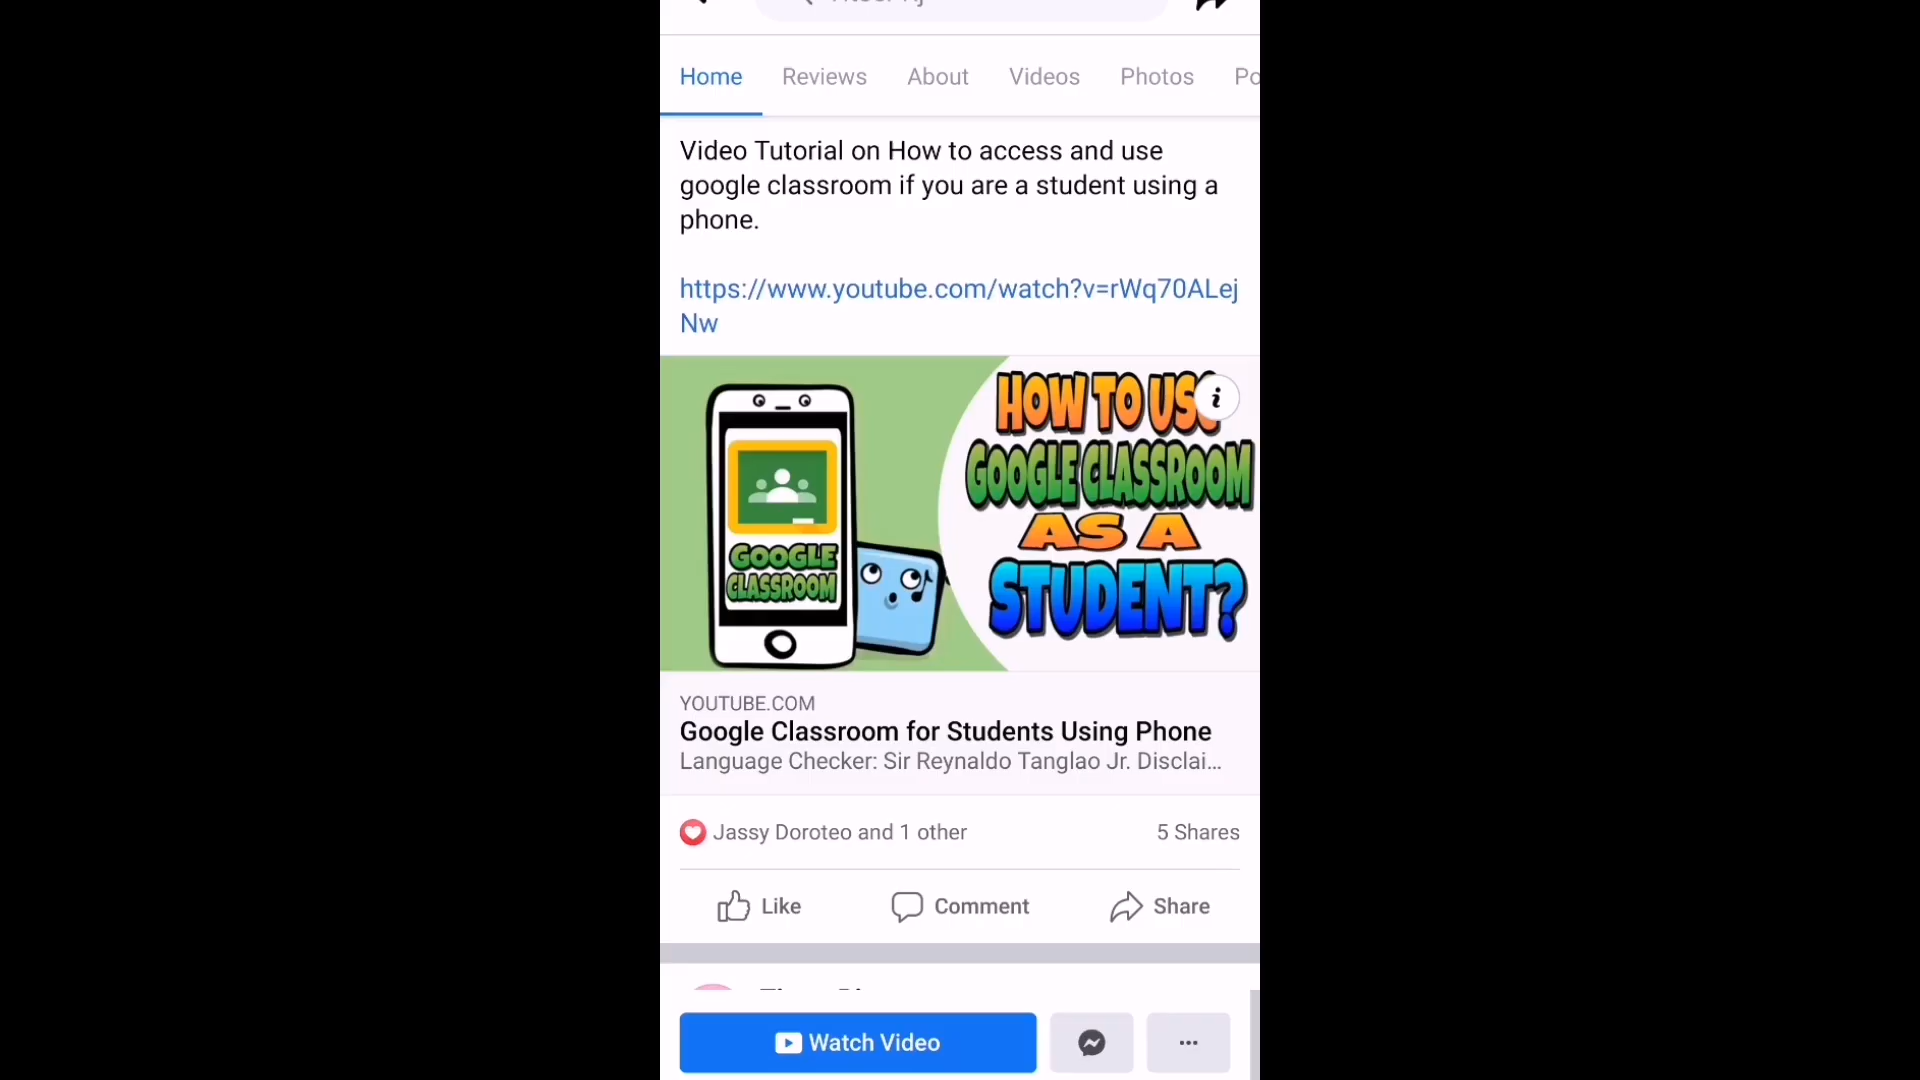 Home Reviews About Videos Photos Po
Video Tutorial on How to access and use
google classroom if you are a student using a
phone.
https://www.youtube.com/watch?v=rWq70ALej
Nw
HOW TO USE
GOOGLE CLASSROOM
AS A
STUDENT?
GOOGLE
CLASSROOM
YOUTUBE.COM
Google Classroom for Students Using Phone
Language Checker: Sir Reynaldo Tanglao Jr. Disclai...
Jassy Doroteo and 1 other 5 Shares
Like Comment Share
Watch Video